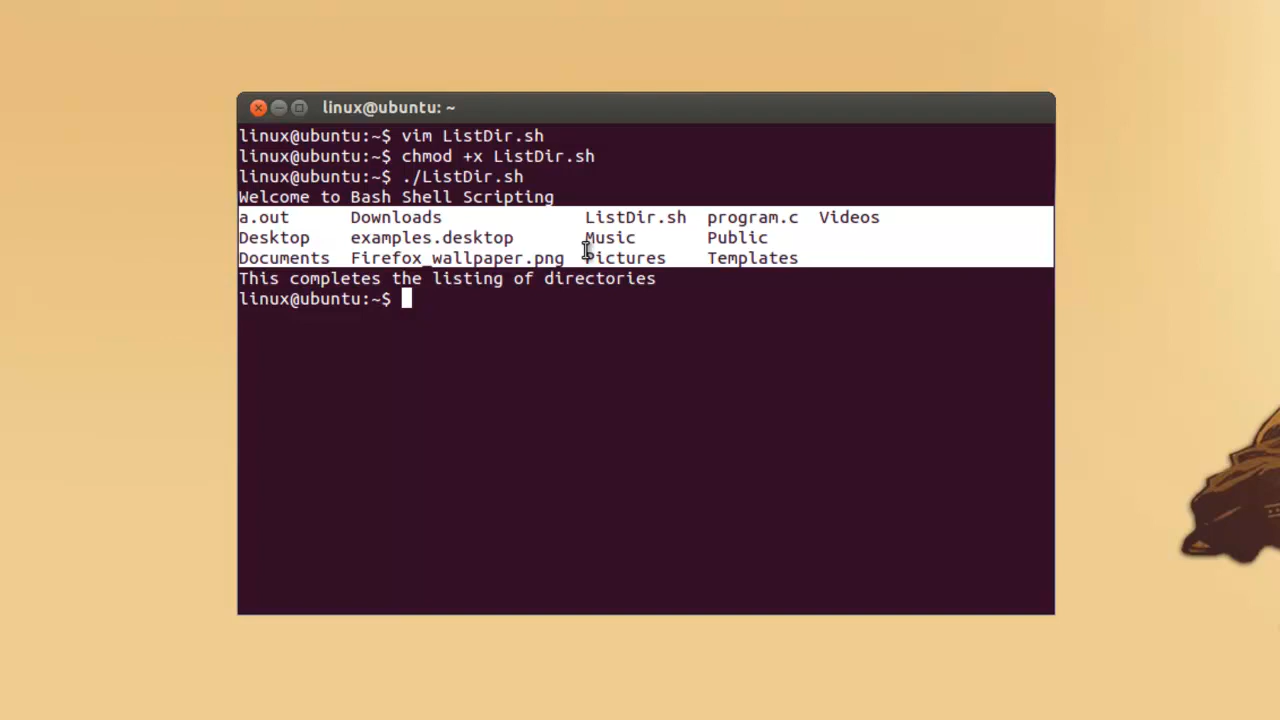 linux@ubuntu: ~
linux@ubuntu:~$ vim ListDir.sh
linux@ubuntu:~$ chmod +x ListDir.sh
linux@ubuntu:~$ ./ListDir.sh
Welcome to Bash Shell Scripting
a.out      Downloads              ListDir.sh  program.c  Videos
Desktop    examples.desktop       Music       Public
Documents  Firefox_wallpaper.png  Pictures    Templates
This completes the listing of directories
linux@ubuntu:~$